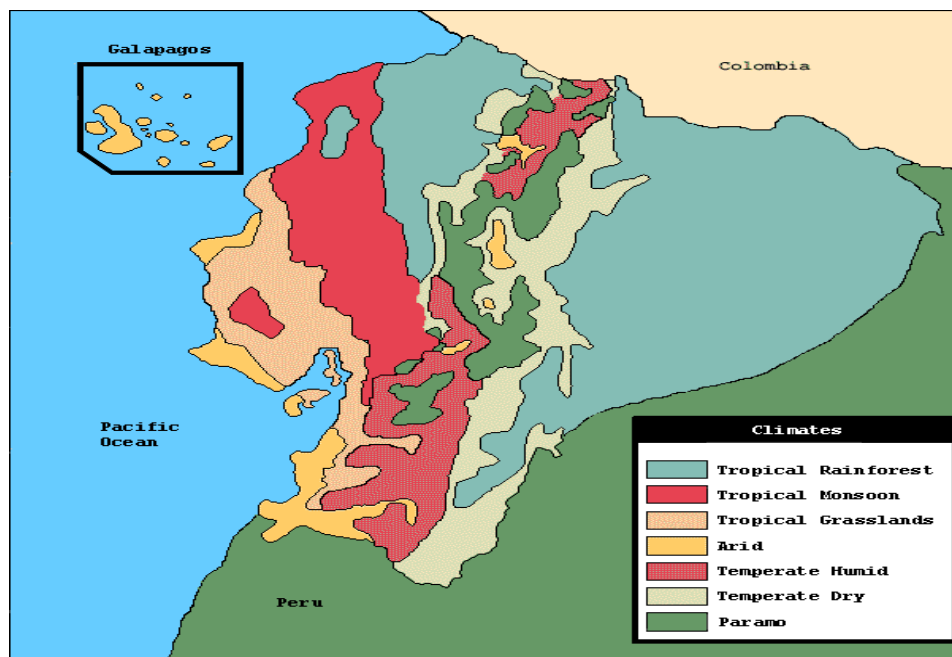 Galapagos
Colombia
Pacific
Ocean
Peru
Climates
Tropical Rainforest
Tropical Monsoon
Tropical Grasslands
Arid
Temperate Humid
Temperate Dry
Paramo